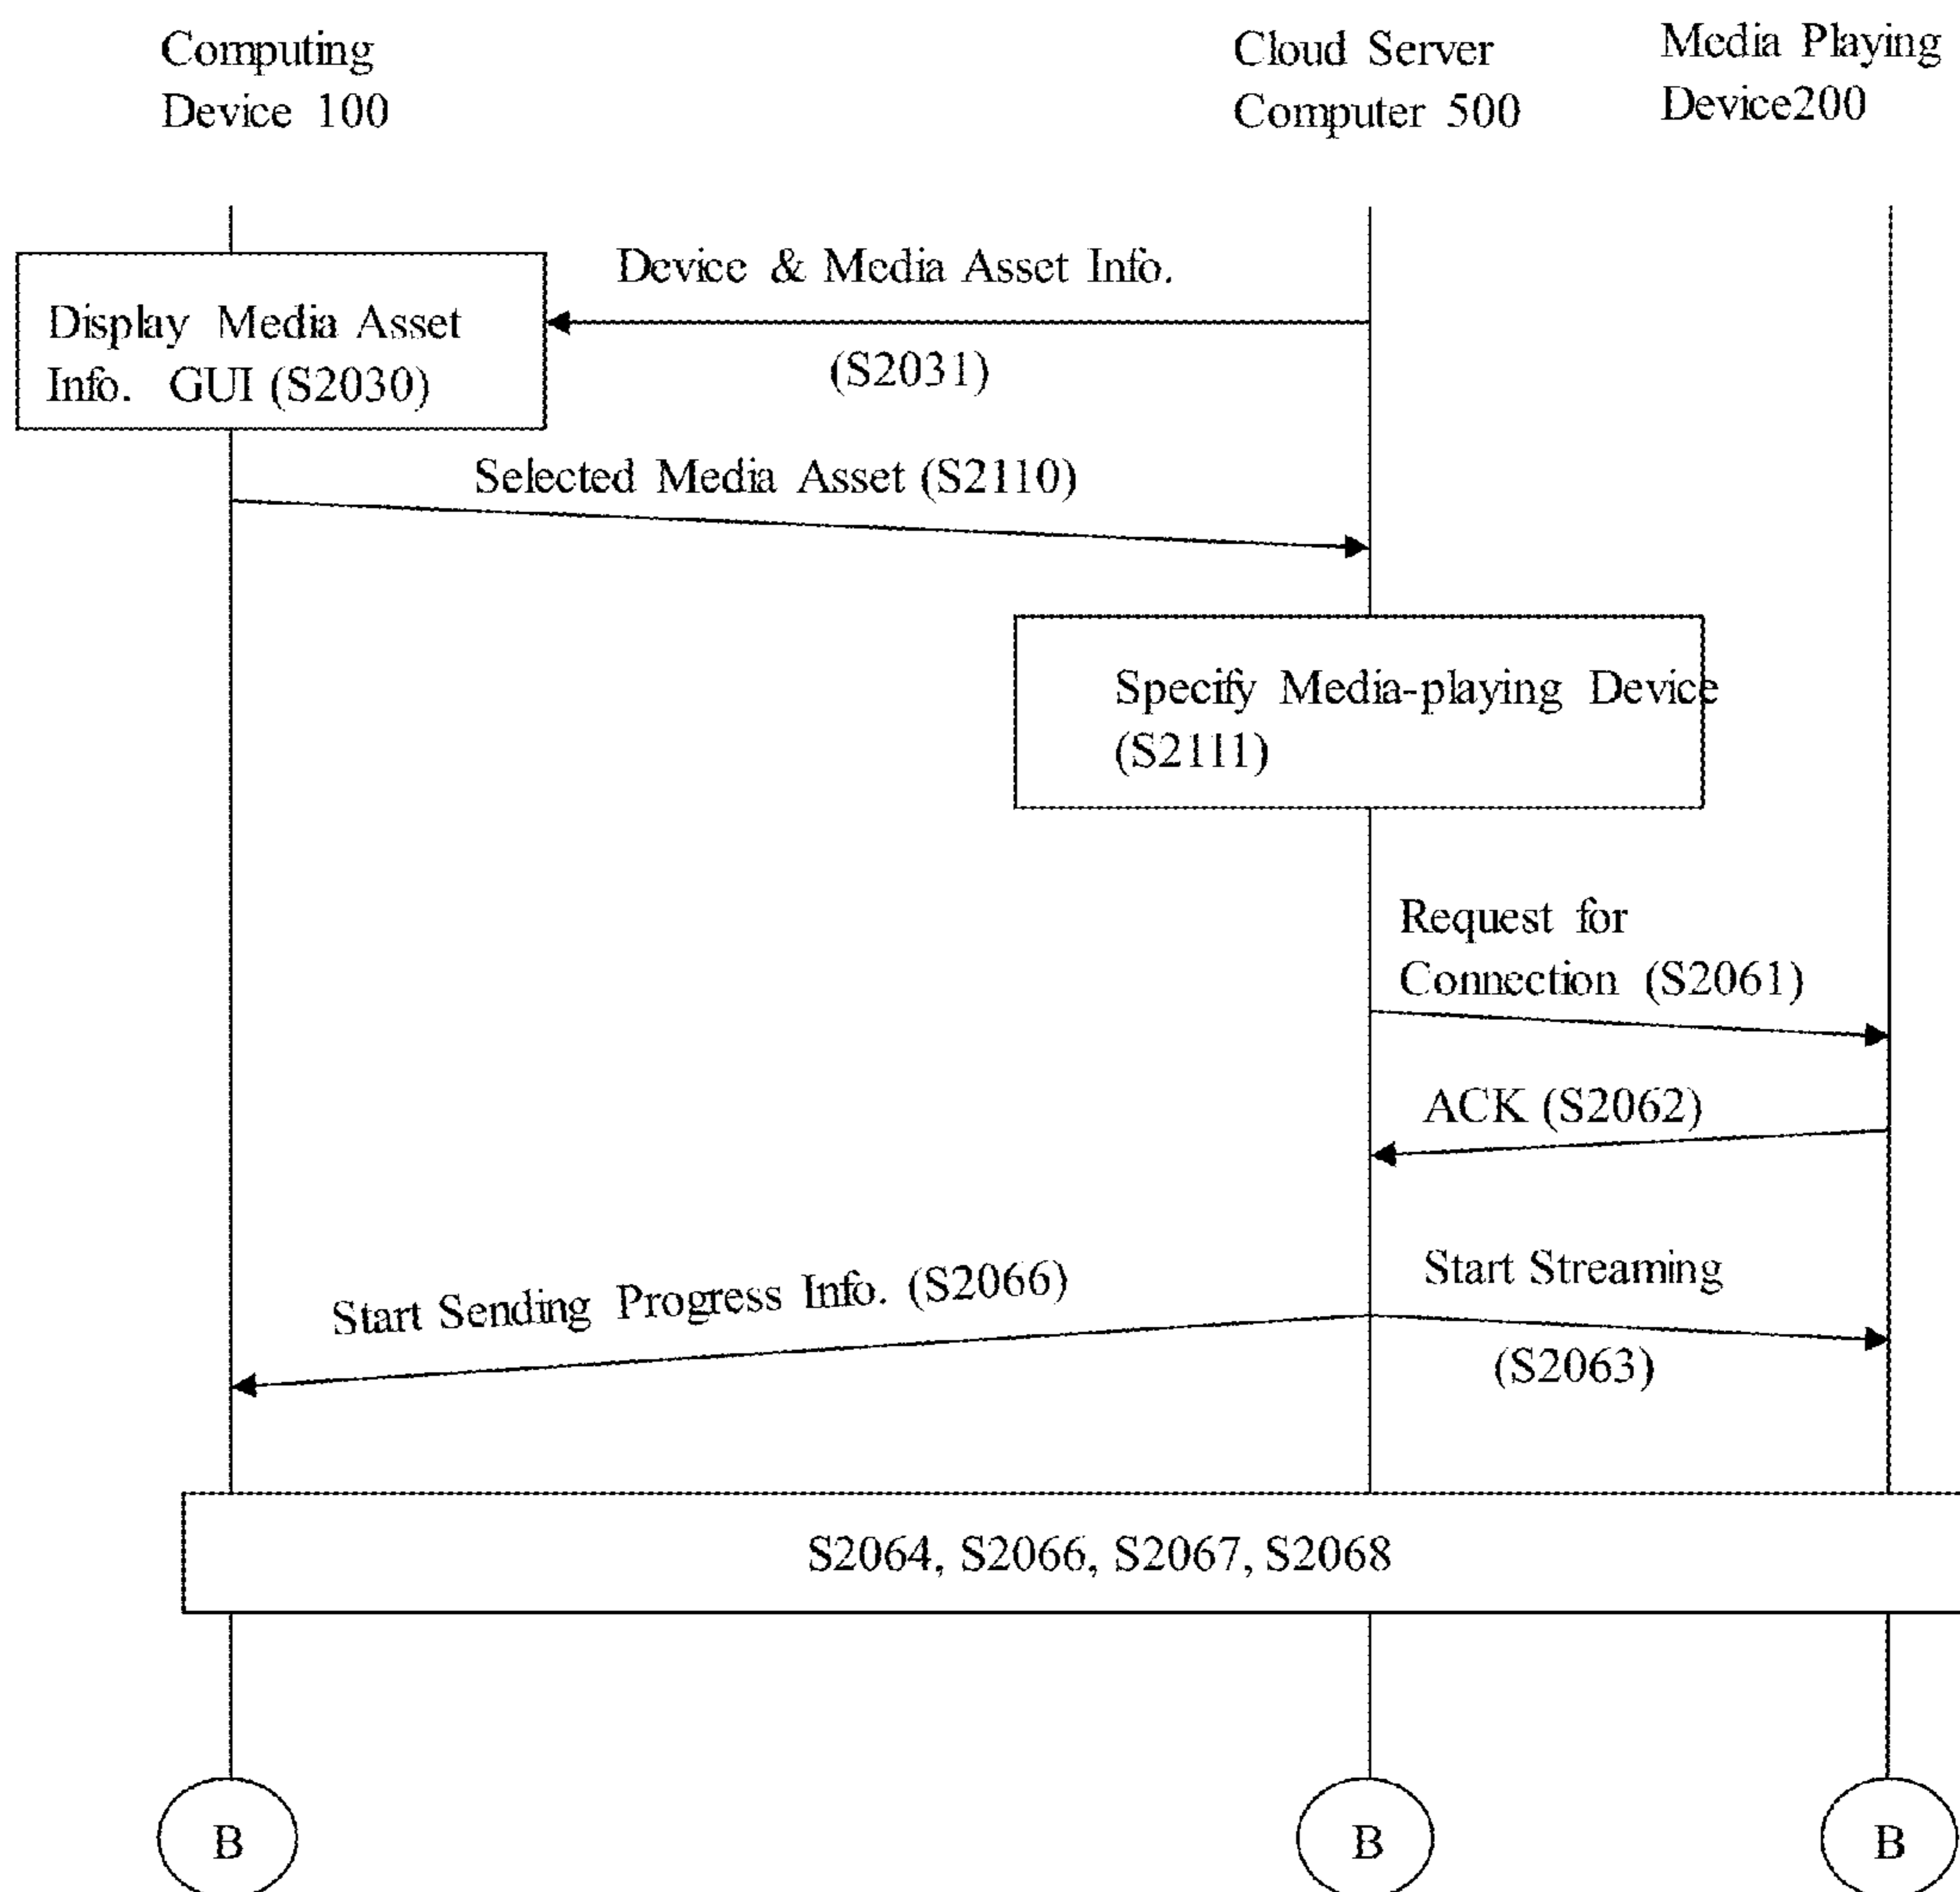 Computing
Device 100
Cloud Server
Computer 500
Media Playing
Device200
Device & Media Asset Info.
(S2031)
Display Media Asset
Info. GUI (S2030)
Selected Media Asset (S2110)
Specify Media-playing Device
(S2111)
Request for
Connection (S2061)
ACK (S2062)
Start Sending Progress Info. (S2066)
Start Streaming
(S2063)
S2064, S2066, S2067, S2068
B
B
B